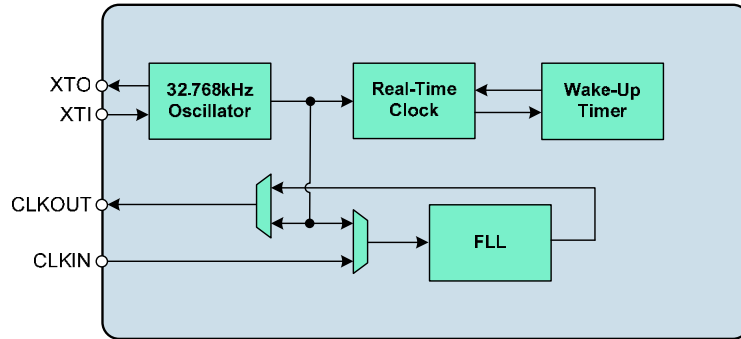 XTO
XTI
32.768kHz
Oscillator
Real-Time
Clock
Wake-Up
Timer
CLKOUT
CLKIN
FLL